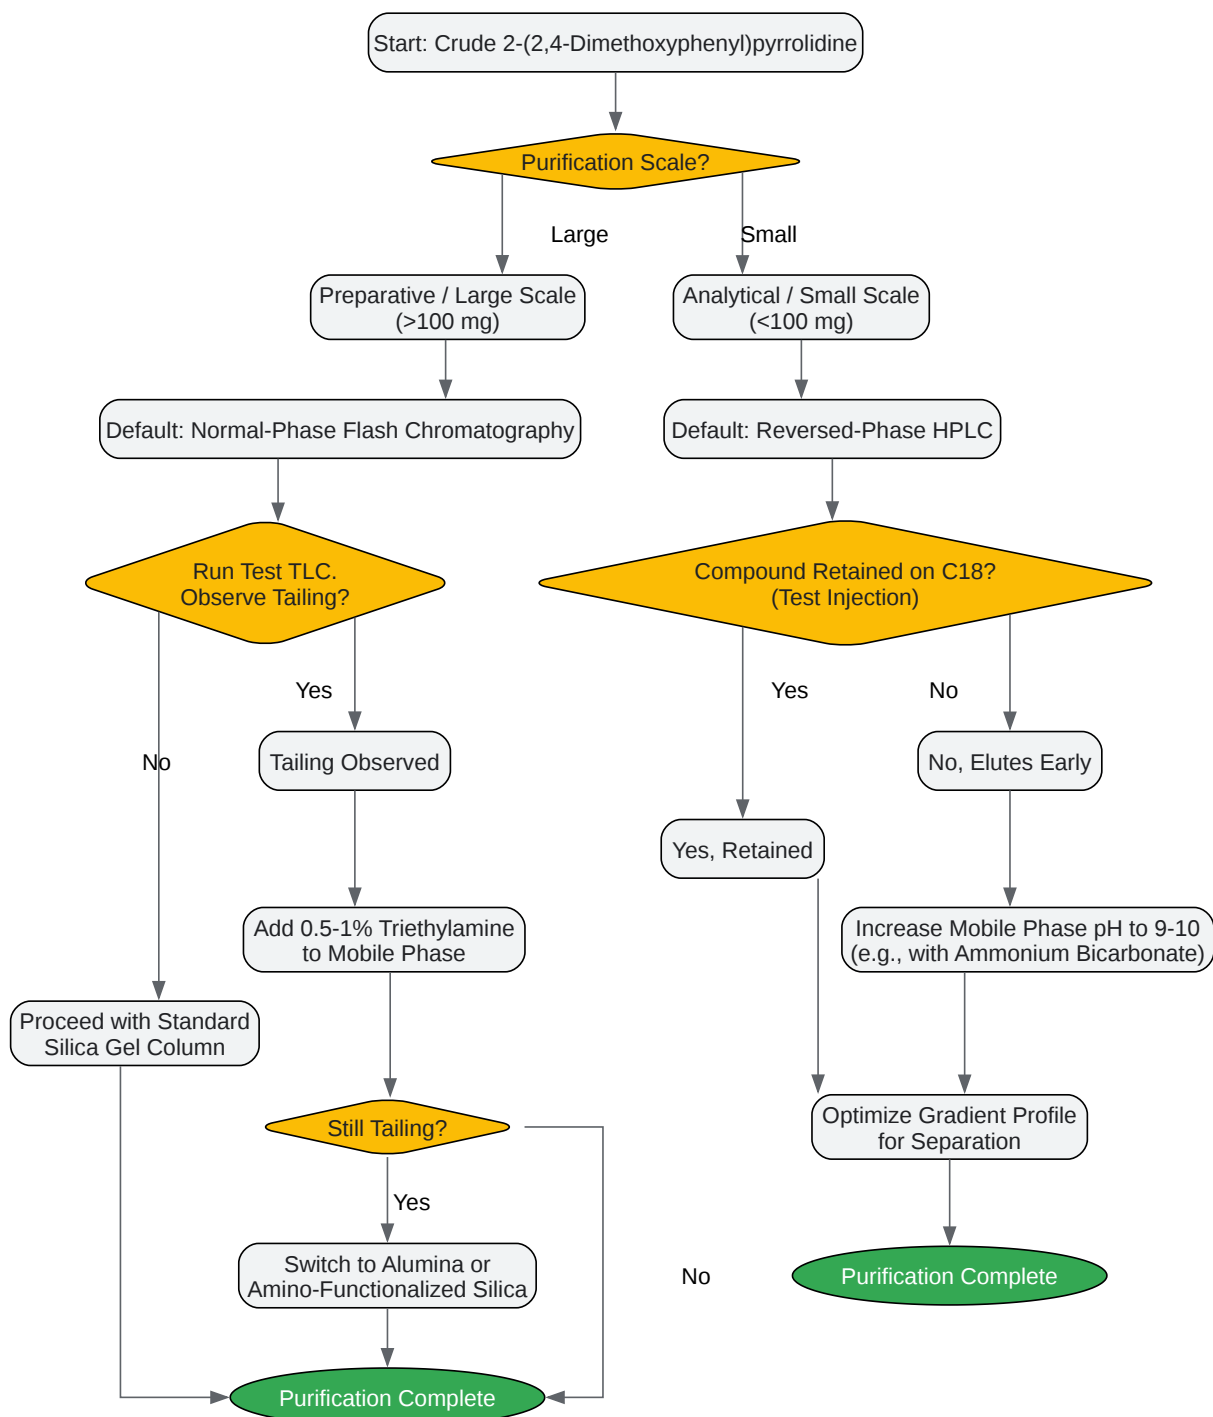 Start: Crude 2-(2,4-Dimethoxyphenyl)pyrrolidine
Purification Scale?
Large
Small
Preparative / Large Scale
(>100 mg)
Analytical / Small Scale
(<100 mg)
Default: Normal-Phase Flash Chromatography
Default: Reversed-Phase HPLC
Run Test TLC.
Observe Tailing?
Compound Retained on C18?
(Test Injection)
Yes
Yes
No
No
Tailing Observed
No, Elutes Early
Yes, Retained
Add 0.5-1% Triethylamine
to Mobile Phase
Increase Mobile Phase pH to 9-10
(e.g., with Ammonium Bicarbonate)
Proceed with Standard
Silica Gel Column
Still Tailing?
Optimize Gradient Profile
for Separation
Yes
Switch to Alumina or
Amino-Functionalized Silica
No
Purification Complete
Purification Complete